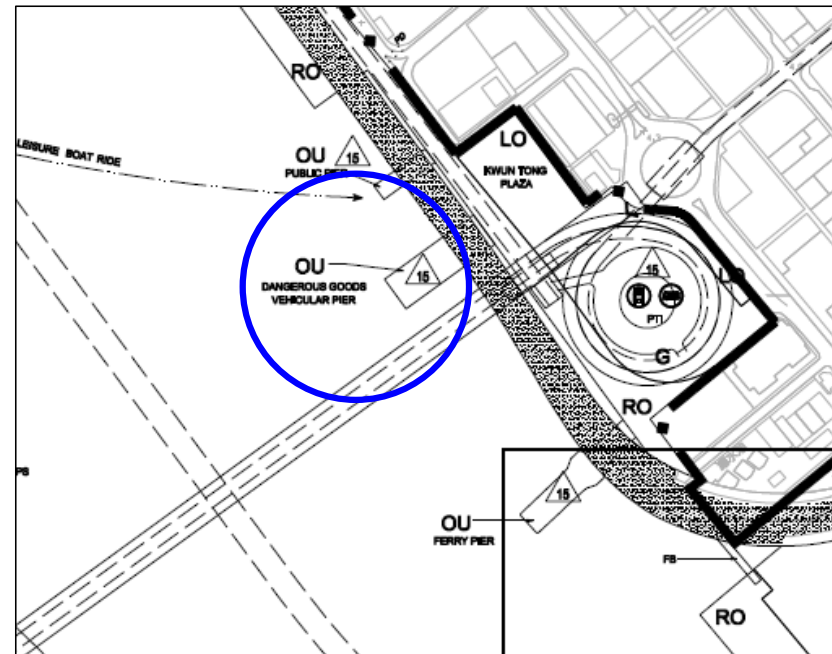 RO
LEISURE BOAT RIDE
OU
PUBLIC PIER
15
LO
KWUN TONG
PLAZA
OU
DANGEROUS GOODS
VEHICULAR PIER
15
15
PTI
LO
G
RO
PS
OU
FERRY PIER
15
FB
RO